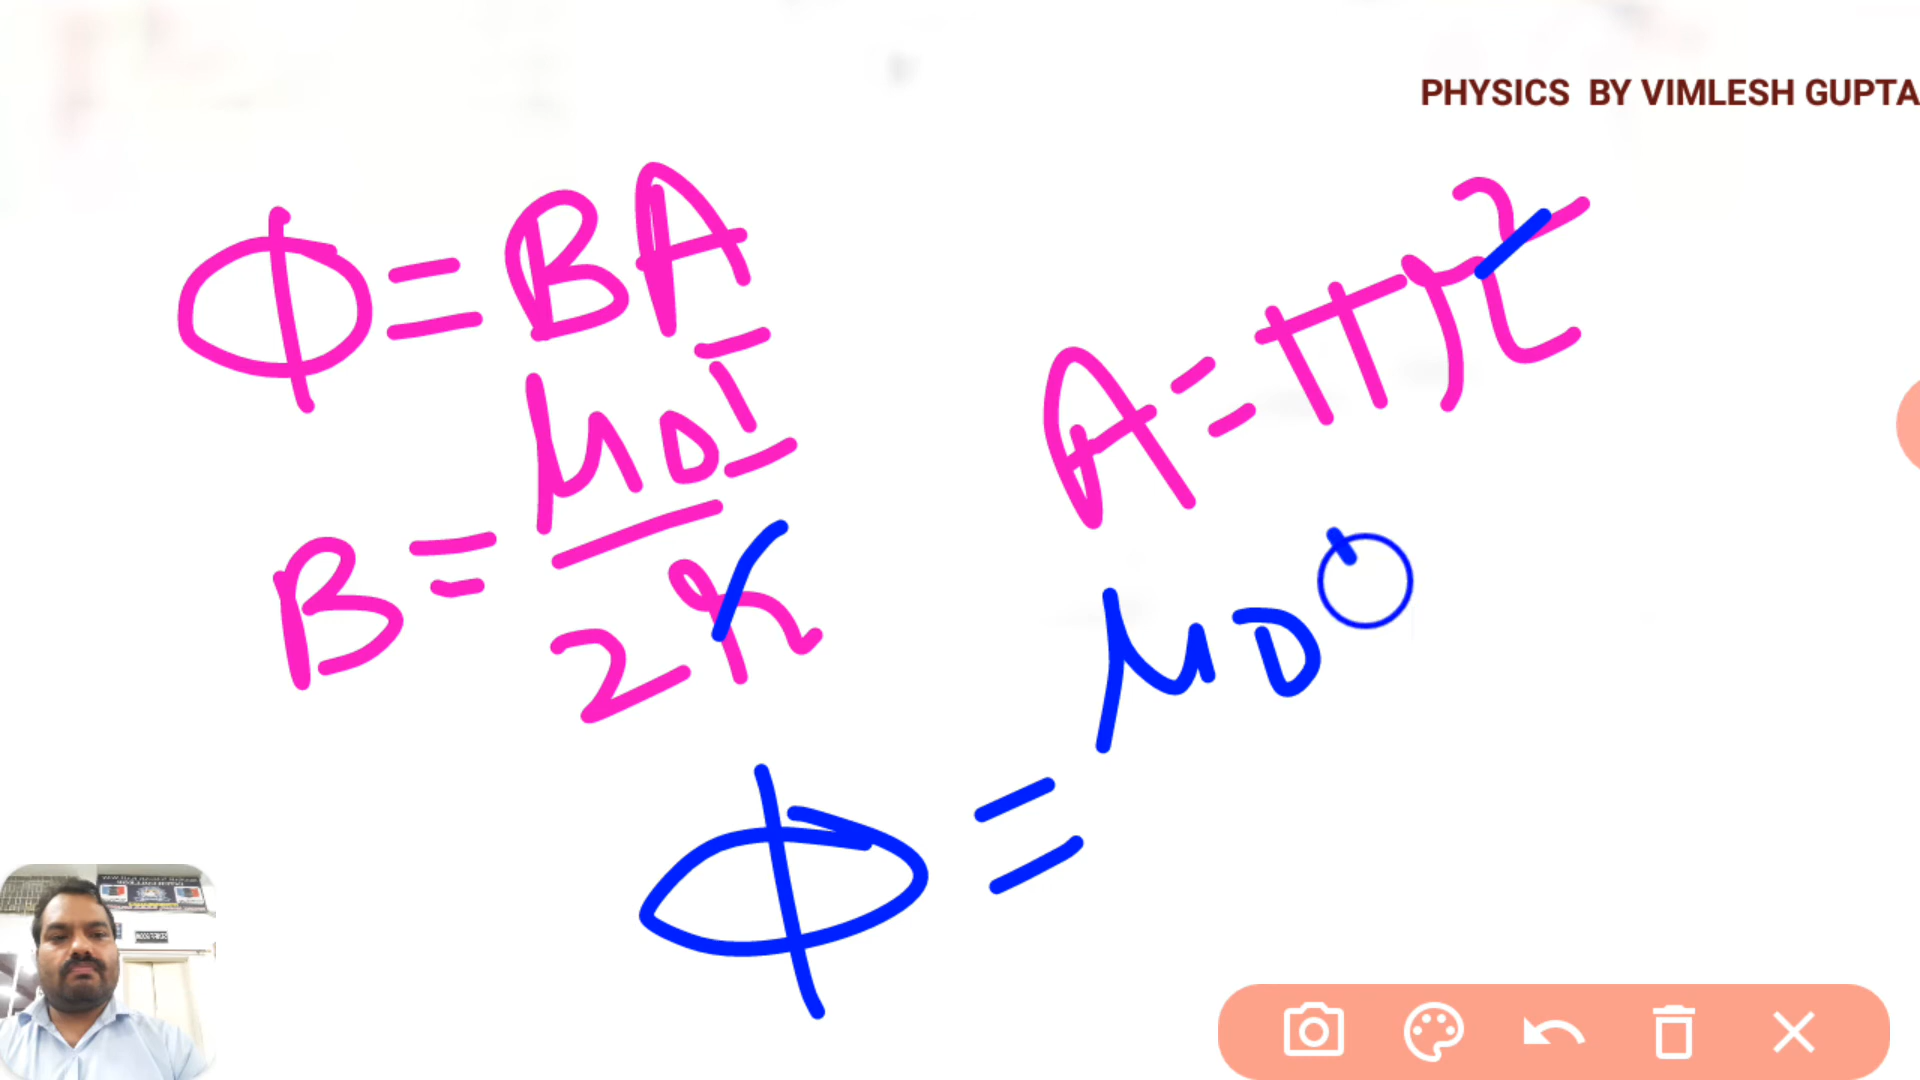 PHYSICS BY VIMLESH GUPTA
Φ = BA
B = μ0I / 2r
A = πr²
Φ = μ0